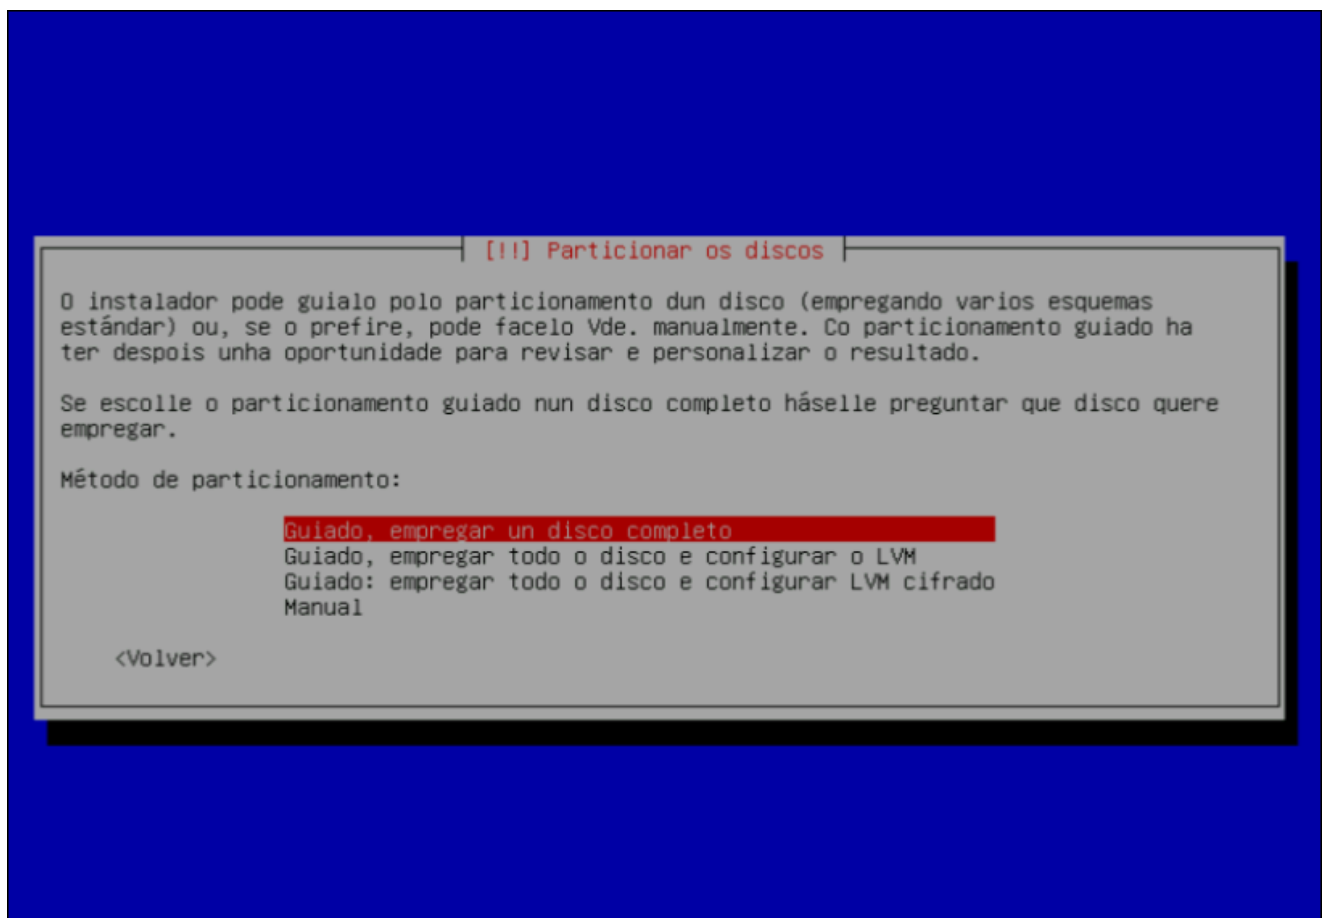 [!!] Particionar os discos
O instalador pode guialo polo particionamento dun disco (empregando varios esquemas
estándar) ou, se o prefire, pode facelo Vde. manualmente. Co particionamento guiado ha
ter despois unha oportunidade para revisar e personalizar o resultado.
Se escolle o particionamento guiado nun disco completo háselle preguntar que disco quere
empregar.
Método de particionamento:
Guiado, empregar un disco completo
Guiado, empregar todo o disco e configurar o LVM
Guiado: empregar todo o disco e configurar LVM cifrado
Manual
<Volver>